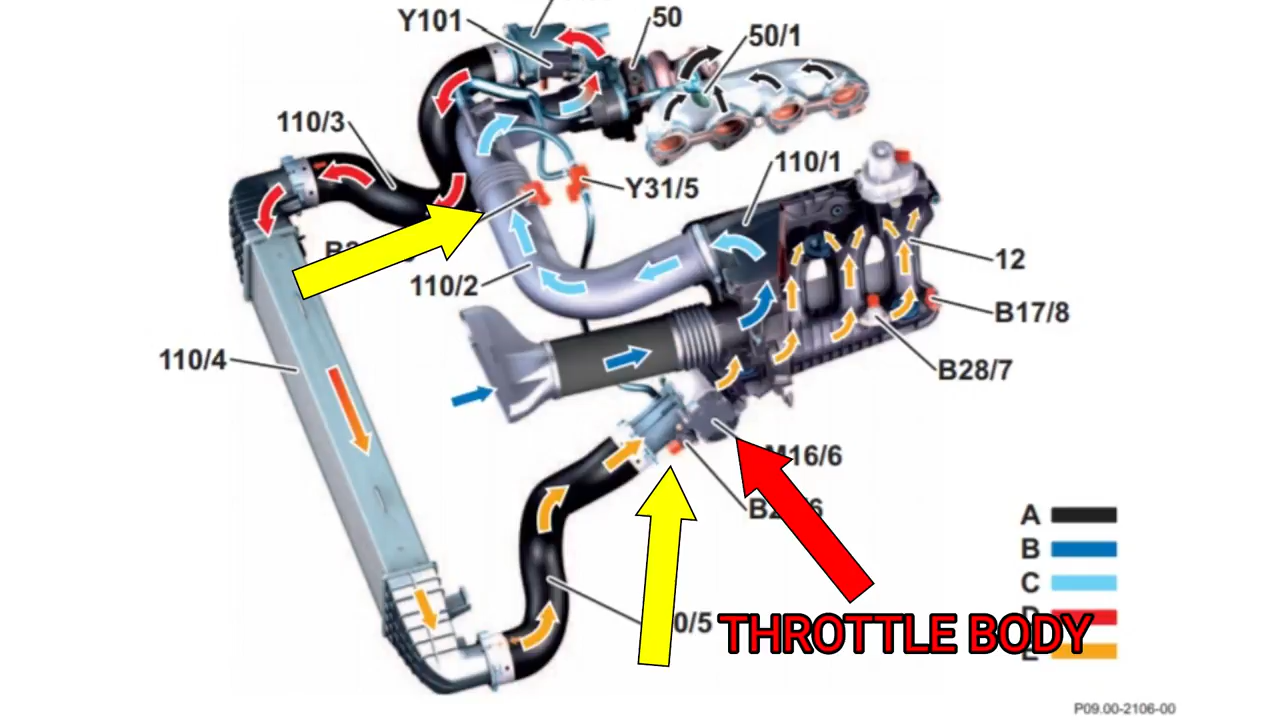 Y101
50
50/1
110/3
110/1
Y31/5
12
110/2
B17/8
110/4
B28/7
M16/6
A
B
C
D
E
THROTTLE BODY
P09.00-2106-00